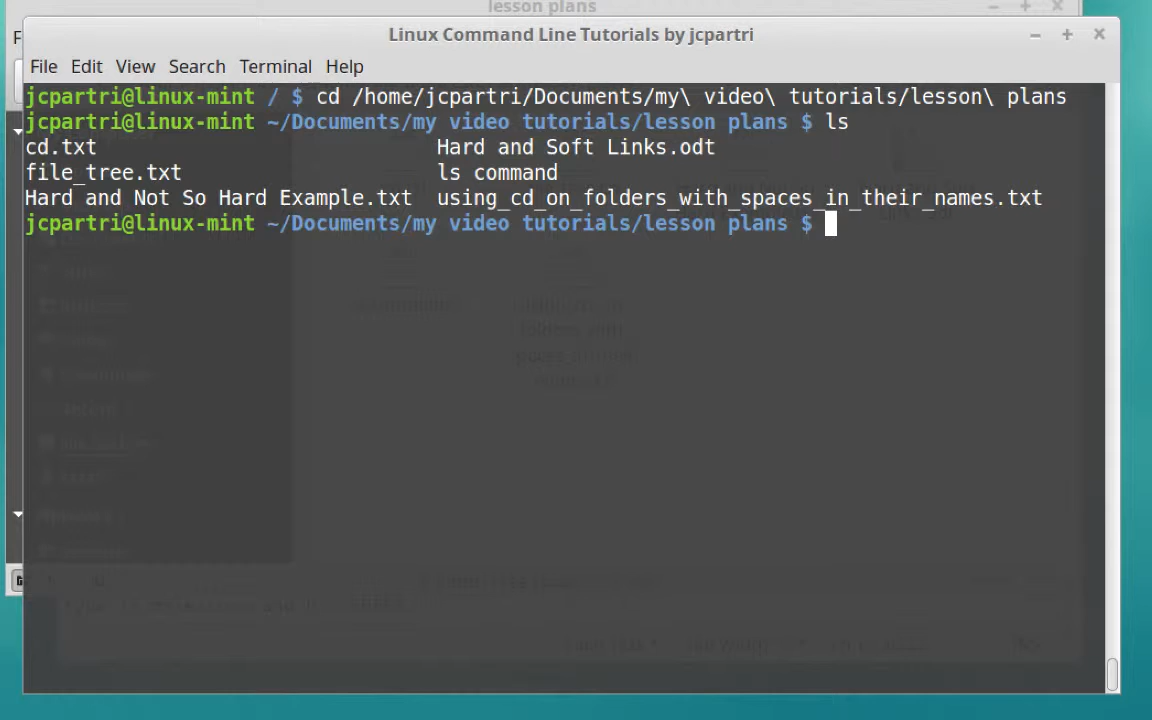 lesson plans
Linux Command Line Tutorials by jcpartri
File Edit View Search Terminal Help
jcpartri@linux-mint / $ cd /home/jcpartri/Documents/my\ video\ tutorials/lesson\ plans
jcpartri@linux-mint ~/Documents/my video tutorials/lesson plans $ ls
cd.txt Hard and Soft Links.odt
file_tree.txt ls command
Hard and Not So Hard Example.txt using_cd_on_folders_with_spaces_in_their_names.txt
jcpartri@linux-mint ~/Documents/my video tutorials/lesson plans $